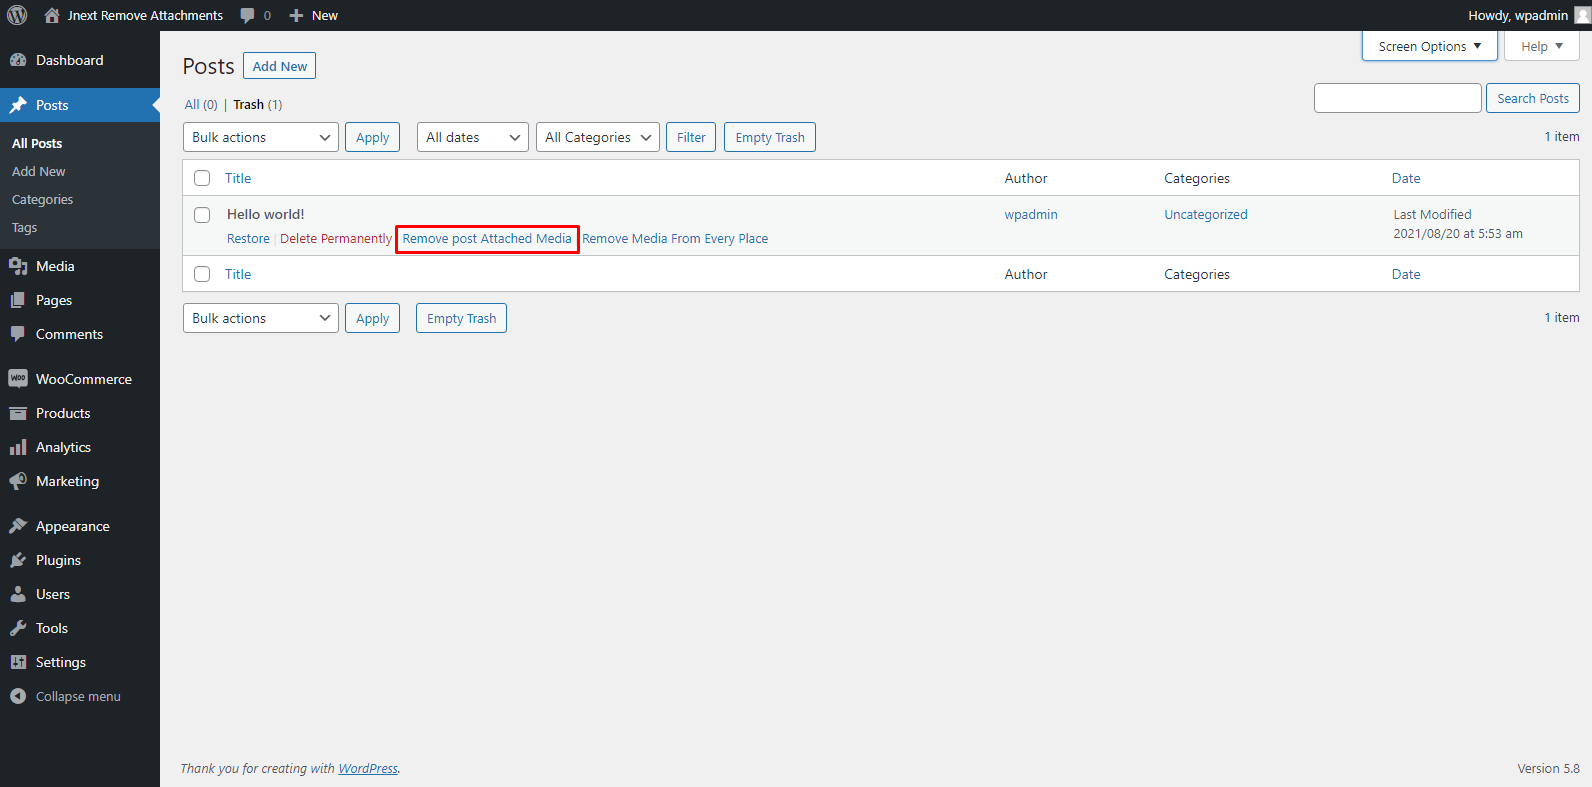 Jnext Remove Attachments 0 New Howdy, wpadmin
Dashboard
Posts
All Posts
Add New
Categories
Tags
Media
Pages
Comments
WooCommerce
Products
Analytics
Marketing
Appearance
Plugins
Users
Tools
Settings
Collapse menu
Screen Options Help
Posts Add New
All (0) | Trash (1)
Search Posts
Bulk actions Apply All dates All Categories Filter Empty Trash 1 item
Title Author Categories Date
Hello world! wpadmin Uncategorized Last Modified
2021/08/20 at 5:53 am
Restore | Delete Permanently Remove post Attached Media Remove Media From Every Place
Title Author Categories Date
Bulk actions Apply Empty Trash 1 item
Thank you for creating with WordPress. Version 5.8